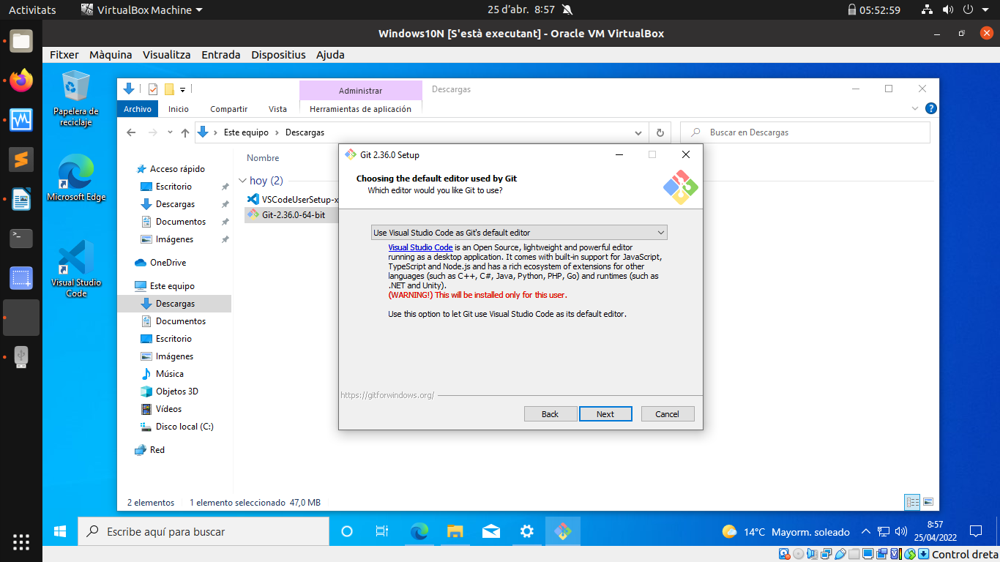 Activitats
VirtualBox Machine
25 d’abr. 8:57
05:52:59
Windows10N [S'està executant] - Oracle VM VirtualBox
Fitxer Màquina Visualitza Entrada Dispositius Ajuda
Papelera de reciclaje
Microsoft Edge
Visual Studio Code
Administrar
Descargas
Archivo Inicio Compartir Vista Herramientas de aplicación
Este equipo > Descargas
Buscar en Descargas
Acceso rápido
Escritorio
Descargas
Documentos
Imágenes
OneDrive
Este equipo
Descargas
Documentos
Escritorio
Imágenes
Música
Objetos 3D
Vídeos
Disco local (C:)
Red
Nombre
hoy (2)
VSCodeUserSetup-x
Git-2.36.0-64-bit
2 elementos 1 elemento seleccionado 47,0 MB
Git 2.36.0 Setup
Choosing the default editor used by Git
Which editor would you like Git to use?
Use Visual Studio Code as Git's default editor
Visual Studio Code is an Open Source, lightweight and powerful editor
running as a desktop application. It comes with built-in support for JavaScript,
TypeScript and Node.js and has a rich ecosystem of extensions for other
languages (such as C++, C#, Java, Python, PHP, Go) and runtimes (such as
.NET and Unity).
(WARNING!) This will be installed only for this user.
Use this option to let Git use Visual Studio Code as its default editor.
https://gitforwindows.org/
Back Next Cancel
Escribe aquí para buscar
14°C Mayorm. soleado
8:57
25/04/2022
Control dreta